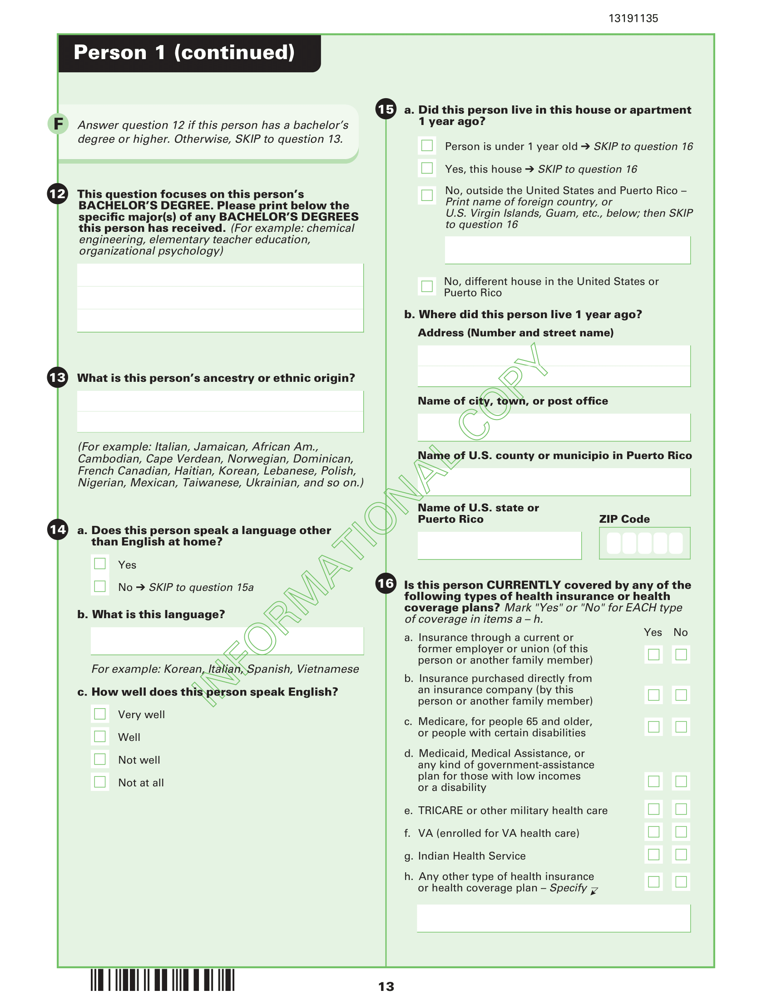 13191135
Person 1 (continued)
F
Answer question 12 if this person has a bachelor’s
degree or higher. Otherwise, SKIP to question 13.
12
This question focuses on this person’s
BACHELOR’S DEGREE. Please print below the
specific major(s) of any BACHELOR’S DEGREES
this person has received. (For example: chemical
engineering, elementary teacher education,
organizational psychology)
13
What is this person’s ancestry or ethnic origin?
(For example: Italian, Jamaican, African Am.,
Cambodian, Cape Verdean, Norwegian, Dominican,
French Canadian, Haitian, Korean, Lebanese, Polish,
Nigerian, Mexican, Taiwanese, Ukrainian, and so on.)
14
a. Does this person speak a language other
than English at home?
Yes
No ➔ SKIP to question 15a
b. What is this language?
For example: Korean, Italian, Spanish, Vietnamese
c. How well does this person speak English?
Very well
Well
Not well
Not at all
15
a. Did this person live in this house or apartment
1 year ago?
Person is under 1 year old ➔ SKIP to question 16
Yes, this house ➔ SKIP to question 16
No, outside the United States and Puerto Rico –
Print name of foreign country, or
U.S. Virgin Islands, Guam, etc., below; then SKIP
to question 16
No, different house in the United States or
Puerto Rico
b. Where did this person live 1 year ago?
Address (Number and street name)
Name of city, town, or post office
Name of U.S. county or municipio in Puerto Rico
Name of U.S. state or
Puerto Rico
ZIP Code
16
Is this person CURRENTLY covered by any of the
following types of health insurance or health
coverage plans? Mark "Yes" or "No" for EACH type
of coverage in items a – h.
Yes No
a. Insurance through a current or
former employer or union (of this
person or another family member)
b. Insurance purchased directly from
an insurance company (by this
person or another family member)
c. Medicare, for people 65 and older,
or people with certain disabilities
d. Medicaid, Medical Assistance, or
any kind of government-assistance
plan for those with low incomes
or a disability
e. TRICARE or other military health care
f. VA (enrolled for VA health care)
g. Indian Health Service
h. Any other type of health insurance
or health coverage plan – Specify
INFORMATIONAL COPY
13